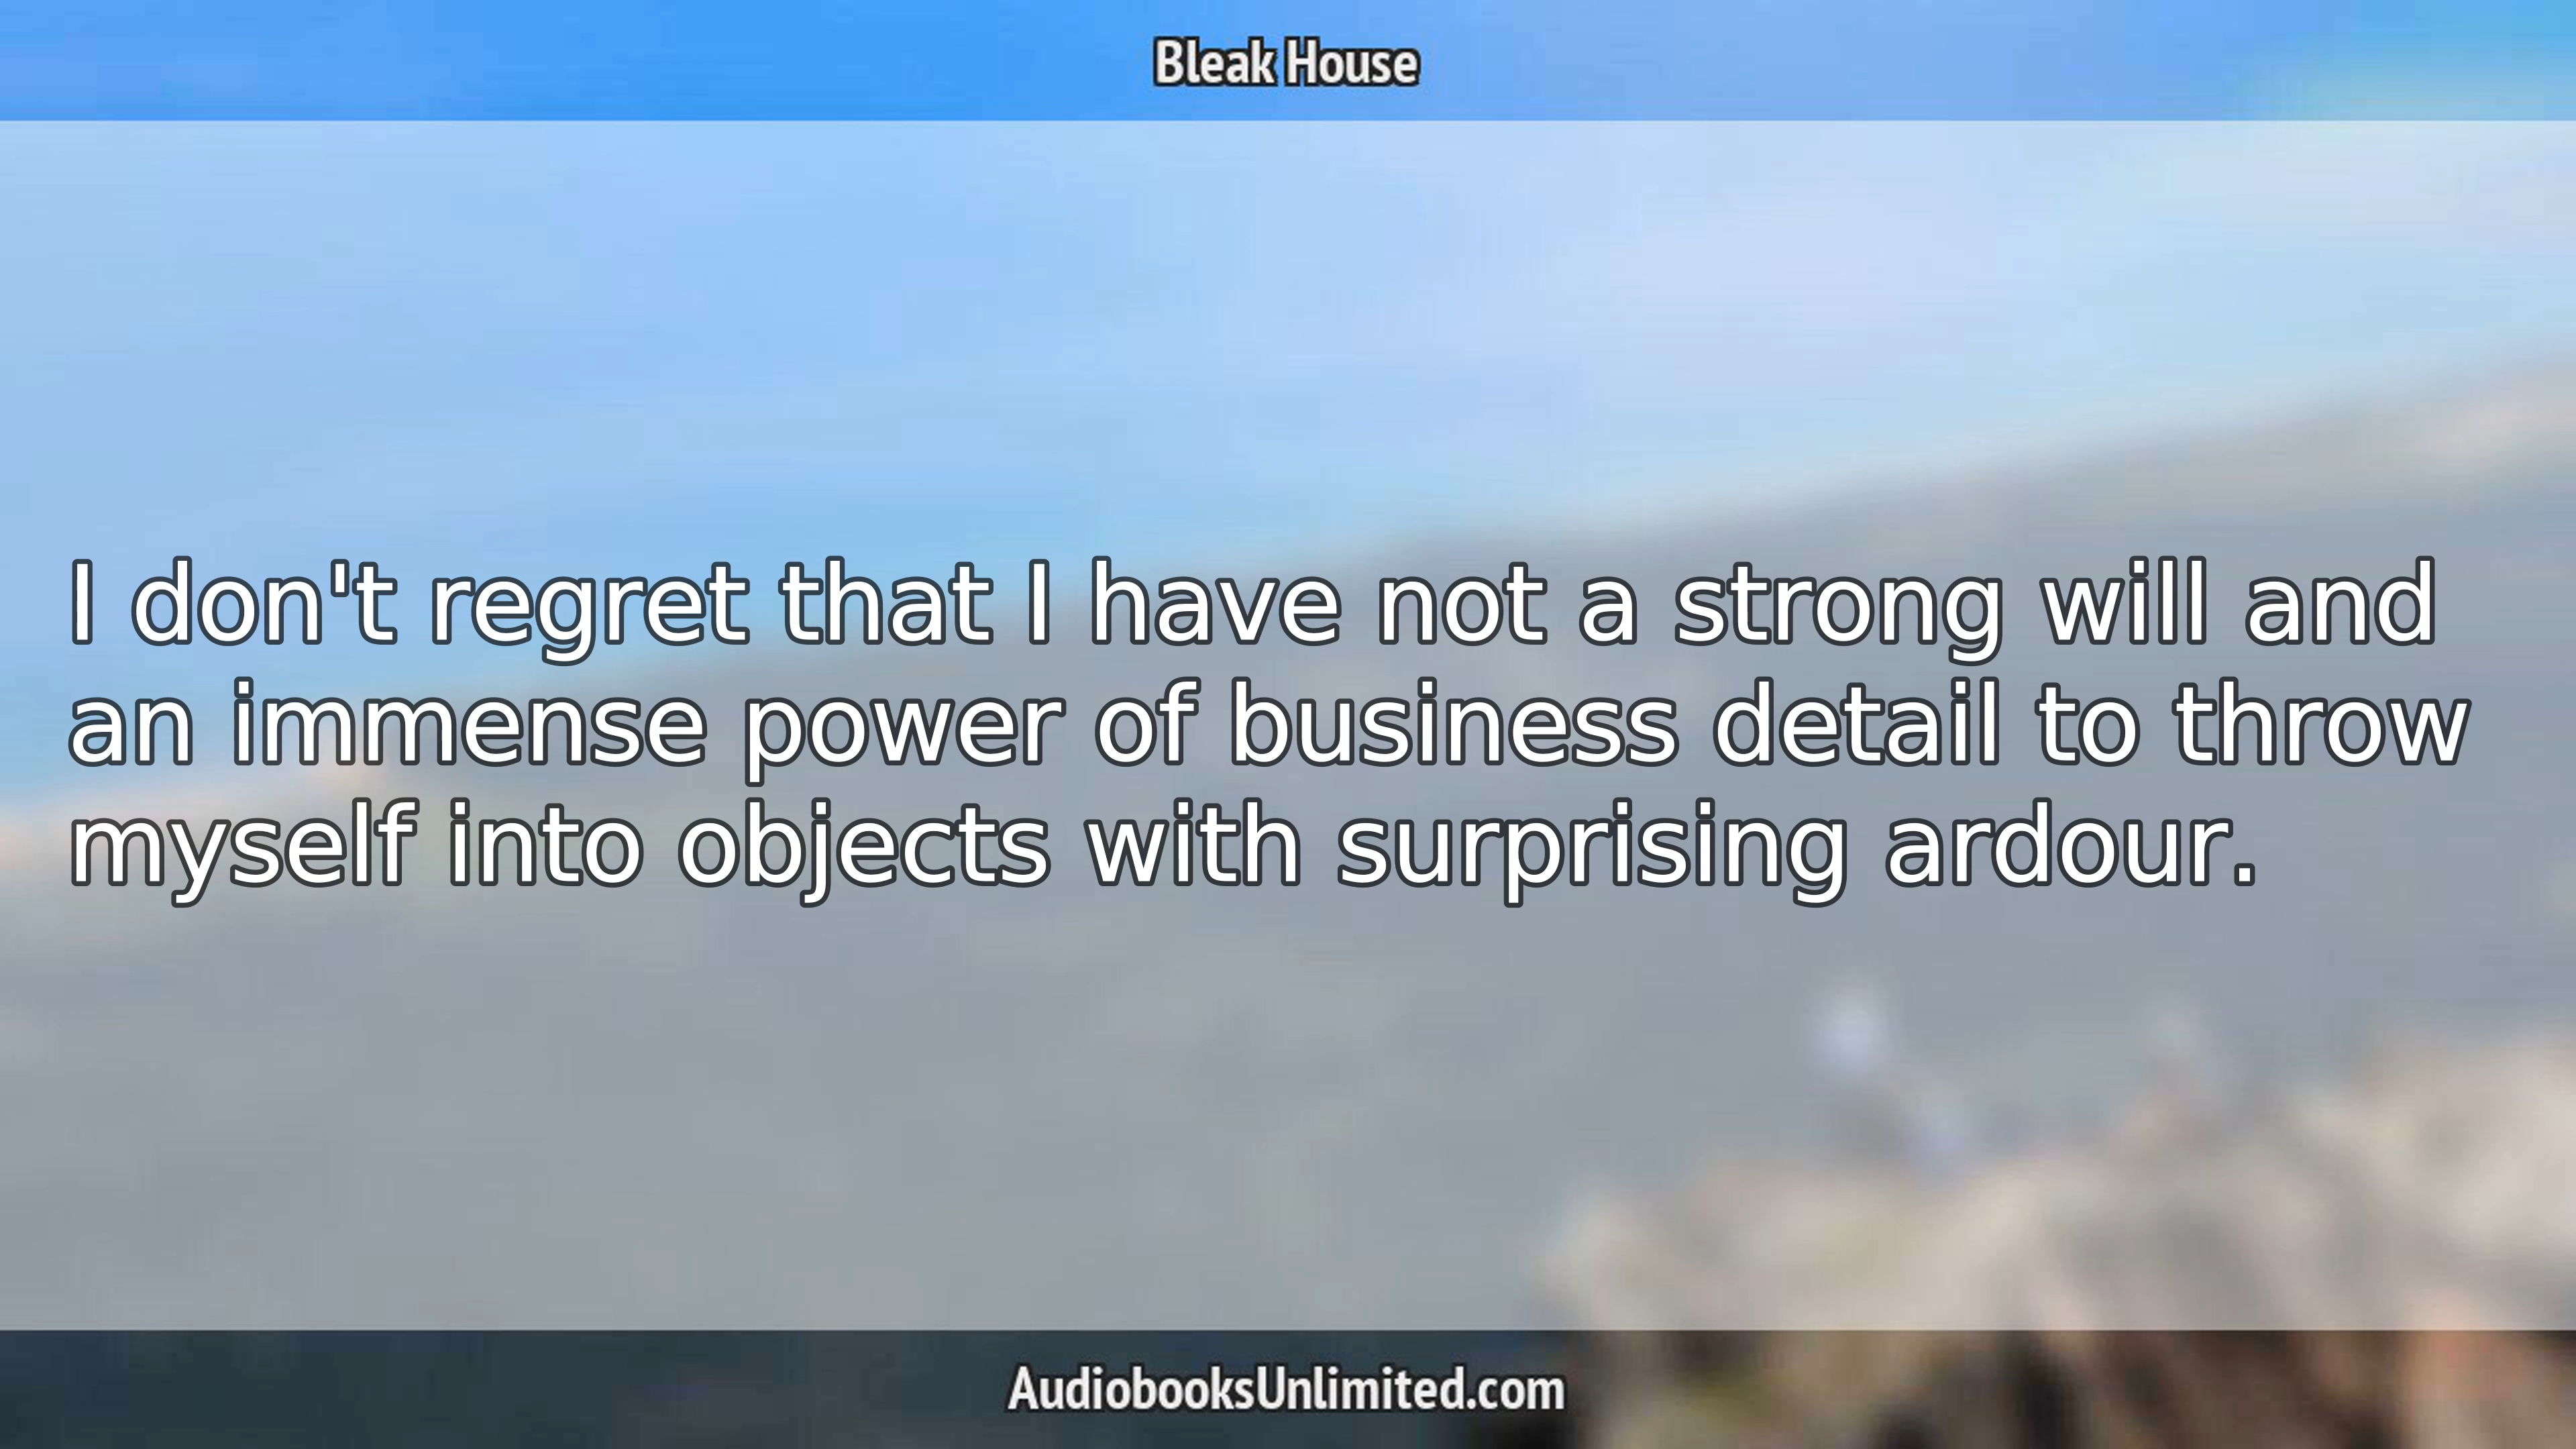 Bleak House
I don't regret that I have not a strong will and
an immense power of business detail to throw
myself into objects with surprising ardour.
AudiobooksUnlimited.com